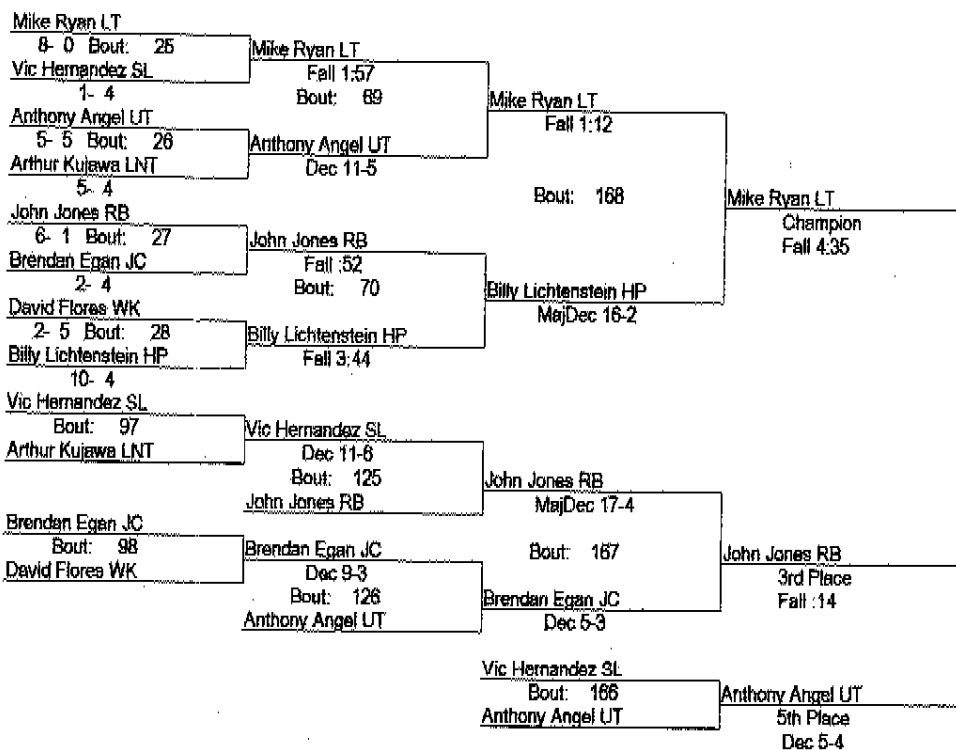 Mike Ryan LT
8- 0 Bout: 25
Vic Hernandez SL
1- 4
Anthony Angel UT
5- 5 Bout: 26
Arthur Kujawa LNT
5- 4
John Jones RB
6- 1 Bout: 27
Brendan Egan JC
2- 4
David Flores WK
2- 5 Bout: 28
Billy Lichtenstein HP
10- 4
Mike Ryan LT
Fall 1:57
Bout: 69
Anthony Angel UT
Dec 11-5
John Jones RB
Fall :52
Bout: 70
Billy Lichtenstein HP
Fall 3:44
Mike Ryan LT
Fall 1:12
Bout: 168
Billy Lichtenstein HP
MajDec 16-2
Mike Ryan LT
Champion
Fall 4:35
Vic Hernandez SL
Bout: 97
Arthur Kujawa LNT
Brendan Egan JC
Bout: 98
David Flores WK
Vic Hernandez SL
Dec 11-6
Bout: 125
John Jones RB
Brendan Egan JC
Dec 9-3
Bout: 126
Anthony Angel UT
John Jones RB
MajDec 17-4
Bout: 167
Brendan Egan JC
Dec 5-3
John Jones RB
3rd Place
Fall :14
Vic Hernandez SL
Bout: 166
Anthony Angel UT
Anthony Angel UT
5th Place
Dec 5-4